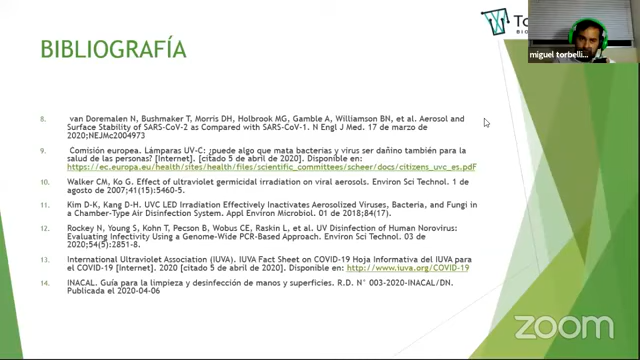 BIBLIOGRAFÍA
miguel torbelli...
8. van Doremalen N, Bushmaker T, Morris DH, Holbrook MG, Gamble A, Williamson BN, et al. Aerosol and
Surface Stability of SARS-CoV-2 as Compared with SARS-CoV-1. N Engl J Med. 17 de marzo de
2020;NEJMc2004973
9. Comisión europea. Lámparas UV-C: ¿puede algo que mata bacterias y virus ser dañino también para la
salud de las personas? [Internet]. [citado 5 de abril de 2020]. Disponible en:
https://ec.europa.eu/health/sites/health/files/scientific_committees/scheer/docs/citizens_uvc_es.pdF
10. Walker CM, Ko G. Effect of ultraviolet germicidal irradiation on viral aerosols. Environ Sci Technol. 1 de
agosto de 2007;41(15):5460-5.
11. Kim D-K, Kang D-H. UVC LED Irradiation Effectively Inactivates Aerosolized Viruses, Bacteria, and Fungi in
a Chamber-Type Air Disinfection System. Appl Environ Microbiol. 01 de 2018;84(17).
12. Rockey N, Young S, Kohn T, Pecson B, Wobus CE, Raskin L, et al. UV Disinfection of Human Norovirus:
Evaluating Infectivity Using a Genome-Wide PCR-Based Approach. Environ Sci Technol. 03 de
2020;54(5):2851-8.
13. International Ultraviolet Association (IUVA). IUVA Fact Sheet on COVID-19 Hoja Informativa del IUVA para
el COVID-19 [Internet]. 2020 [citado 5 de abril de 2020]. Disponible en: http://www.iuva.org/COVID-19
14. INACAL. Guía para la limpieza y desinfección de manos y superficies. R.D. N° 003-2020-INACAL/DN.
Publicada el 2020-04-06
zoom